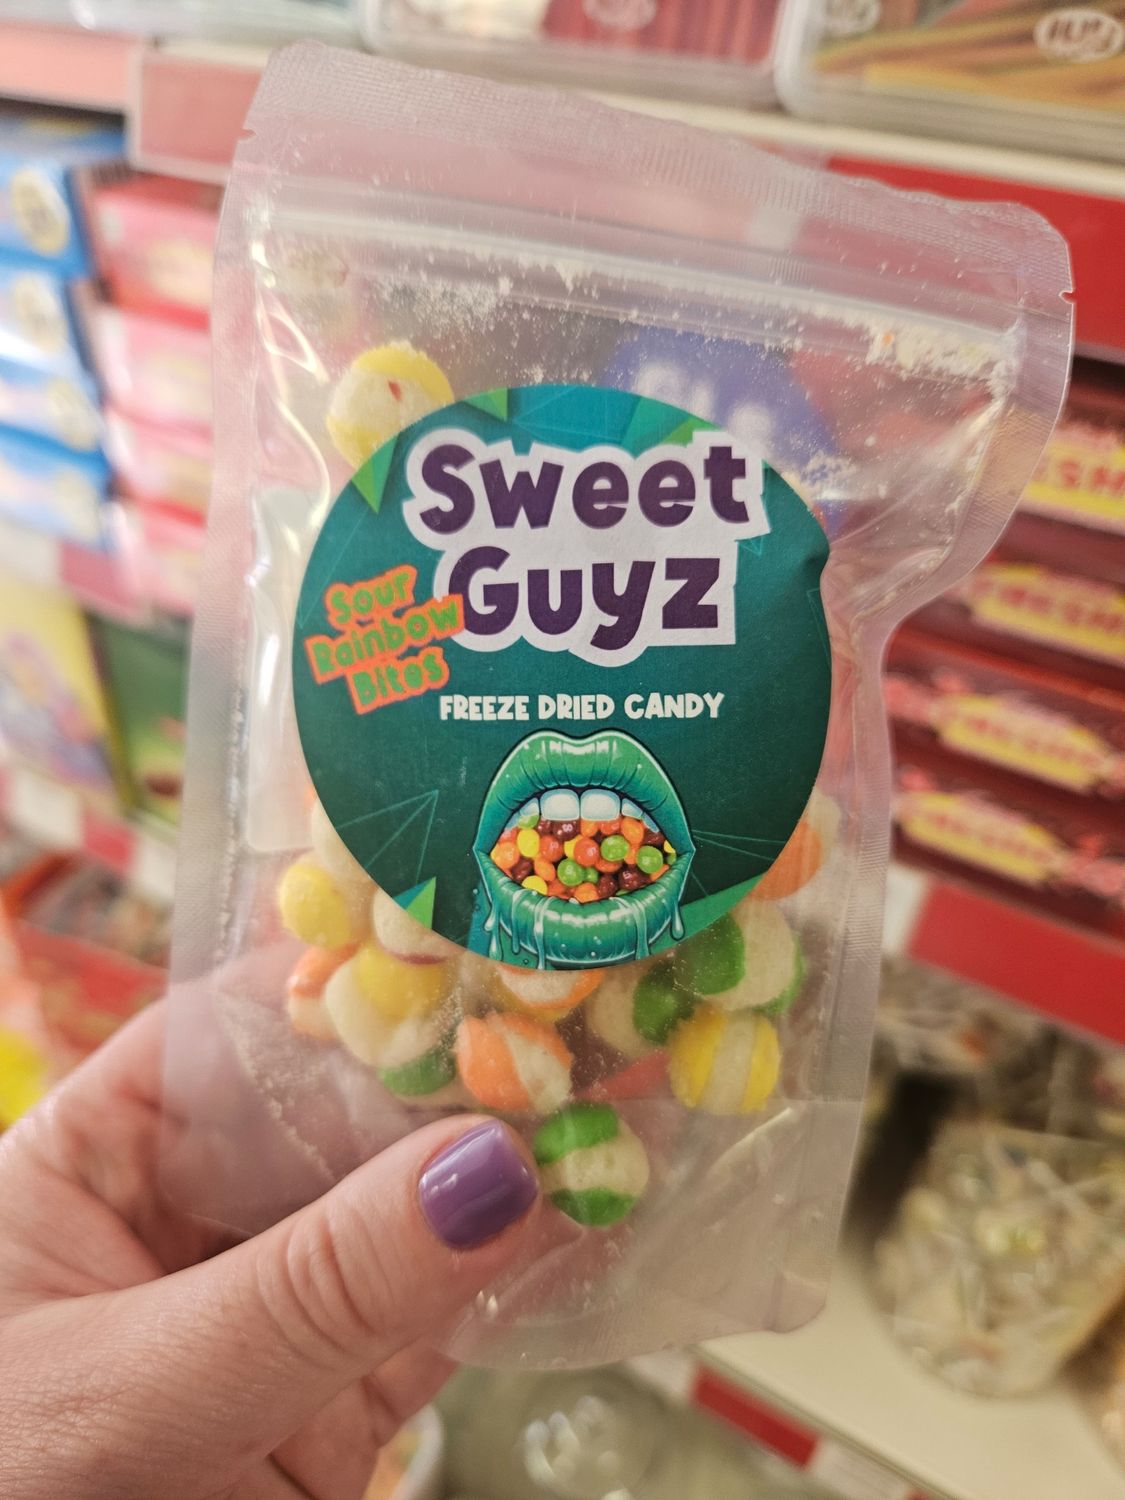 Sweet
Guyz
Sour
Rainbow
Bites
FREEZE DRIED CANDY